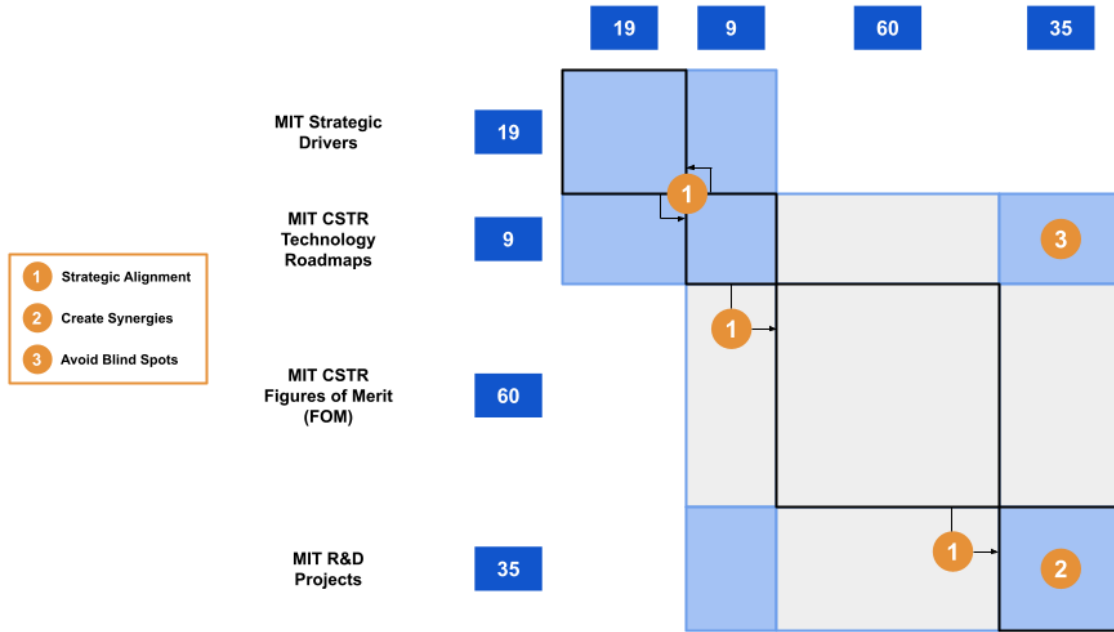 19 9 60 35
MIT Strategic
Drivers
19
1
MIT CSTR
Technology
Roadmaps
9
3
1 Strategic Alignment
2 Create Synergies
3 Avoid Blind Spots
1
MIT CSTR
Figures of Merit
(FOM)
60
MIT R&D
Projects
35
1
2